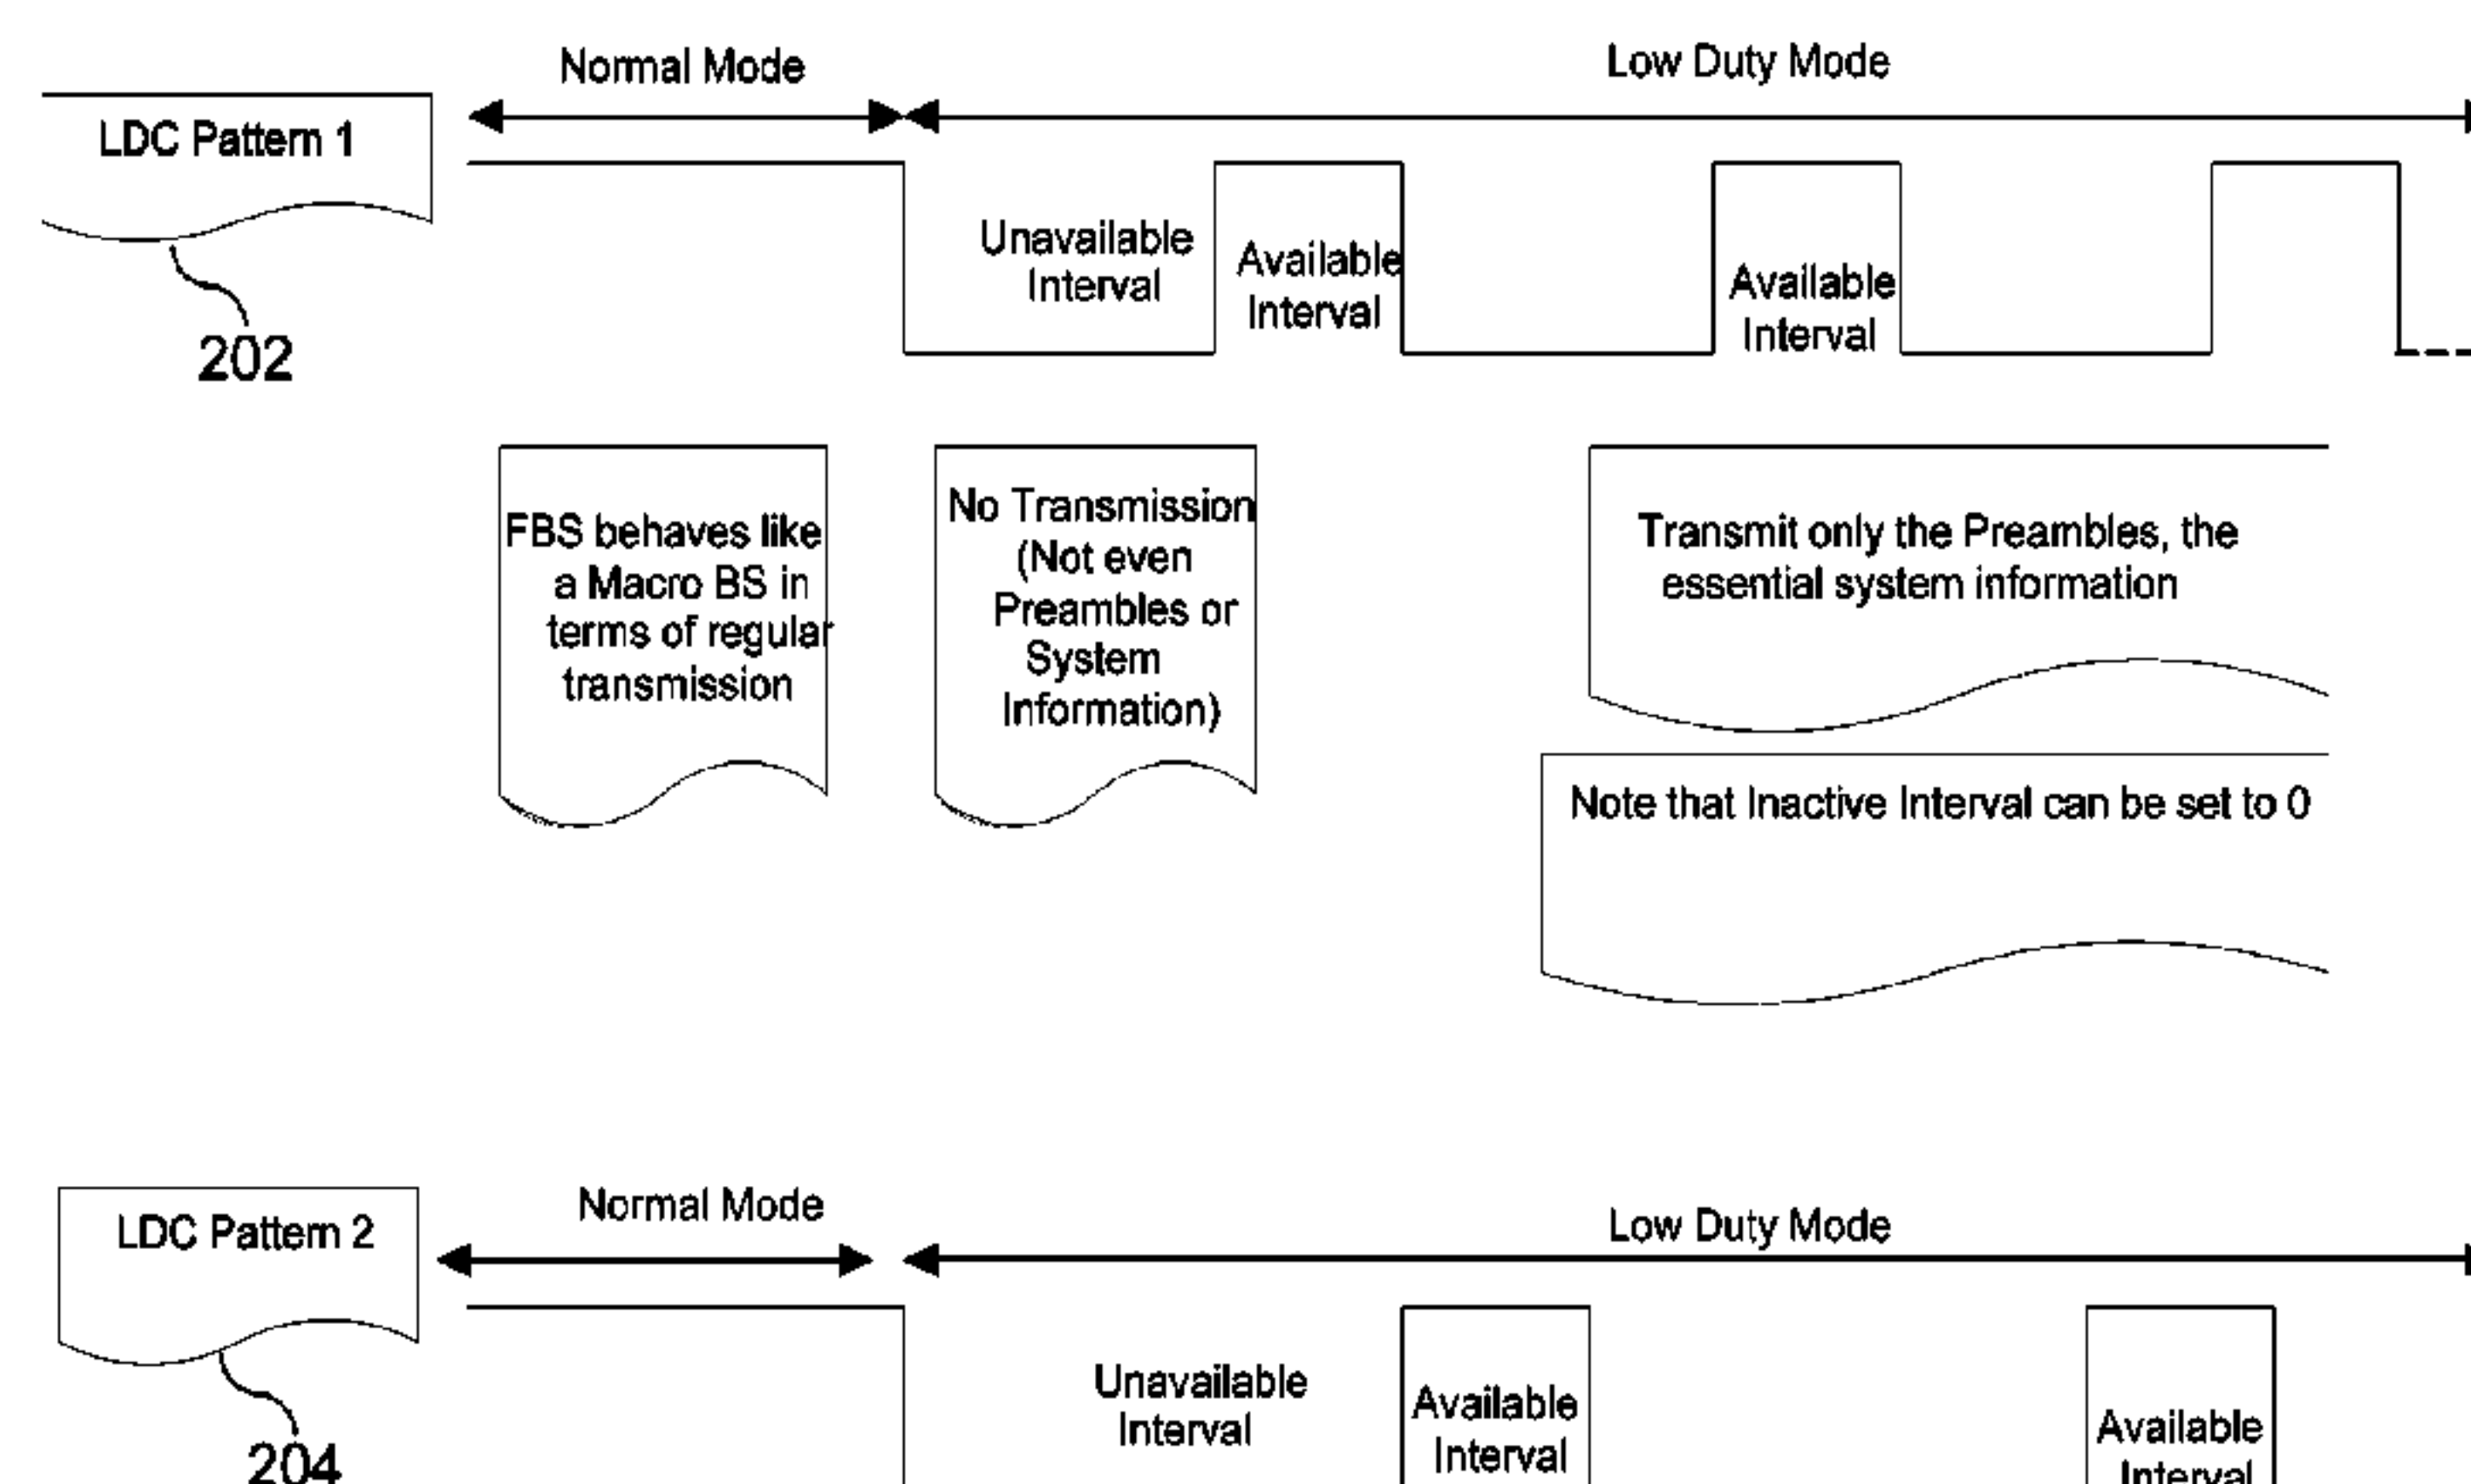 Normal Mode
Low Duty Mode
LDC Pattern 1
Unavailable
Interval
Available
Interval
Available
Interval
202
FBS behaves like
a Macro BS in
terms of regular
transmission
No Transmission
(Not even
Preambles or
System
Information)
Transmit only the Preambles, the
essential system information
Note that Inactive Interval can be set to 0
LDC Pattern 2
Normal Mode
Low Duty Mode
Unavailable
Interval
Available
Interval
Available
Interval
204